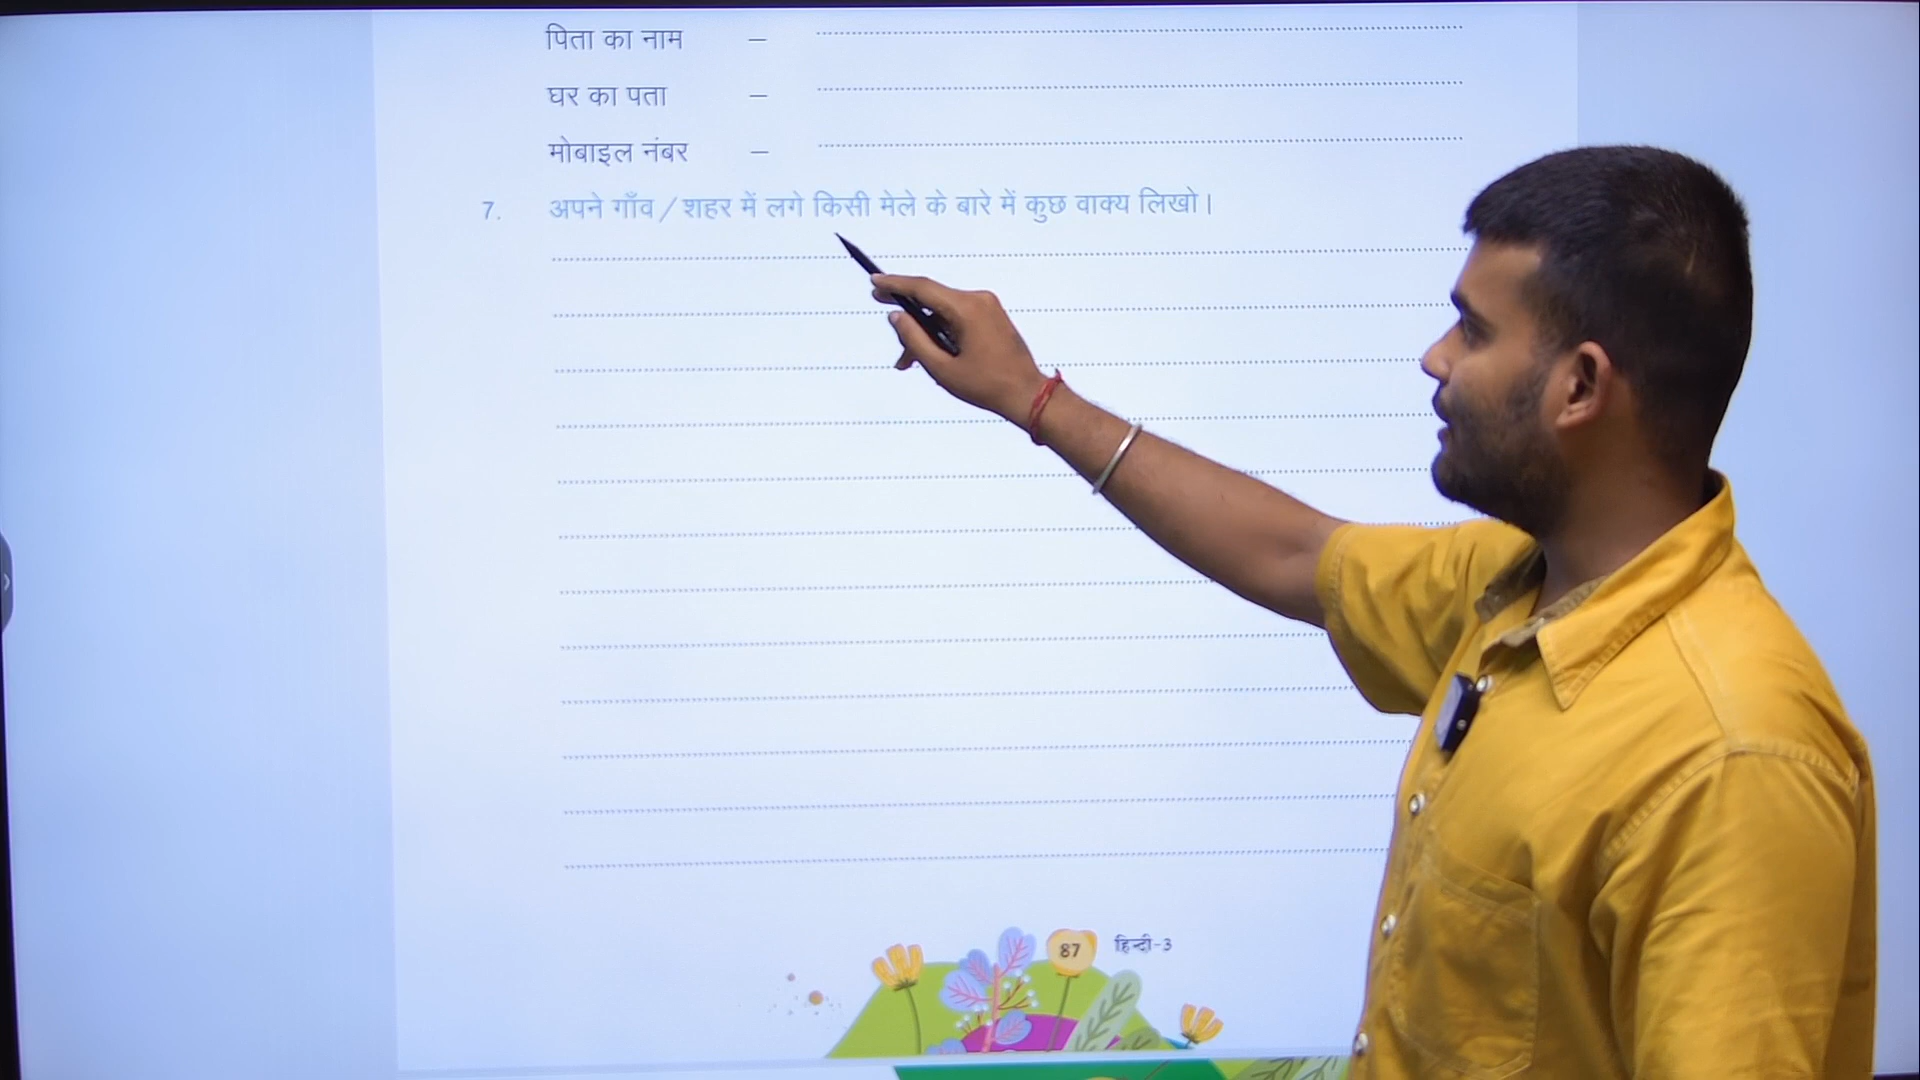 पिता का नाम –
घर का पता –
मोबाइल नंबर –
7. अपने गाँव/शहर में लगे किसी मेले के बारे में कुछ वाक्य लिखो।
87 हिन्दी-3